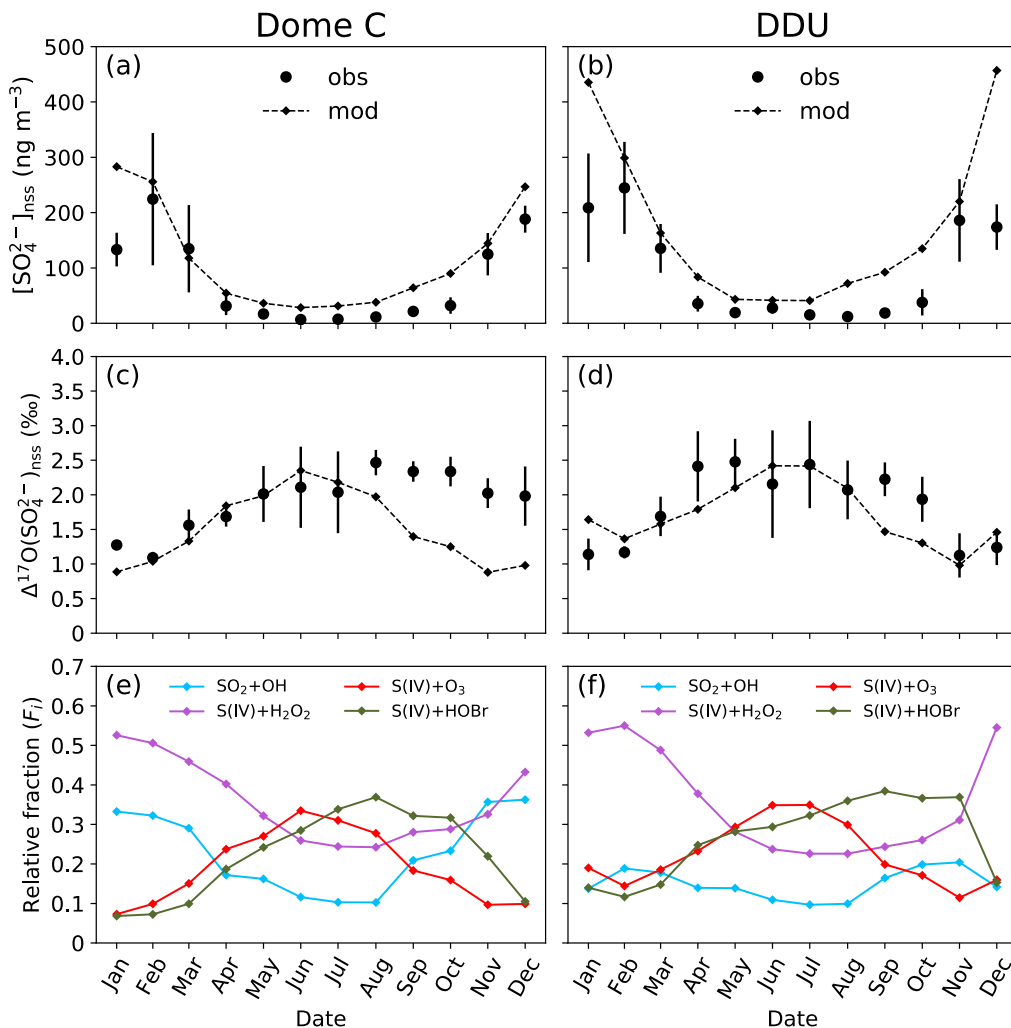 Dome C
DDU
(a)
obs
mod
[SO₄²⁻]nss (ng m⁻³)
500
400
300
200
100
0
(b)
obs
mod
(c)
Δ¹⁷O(SO₄²⁻)nss (‰)
4.0
3.5
3.0
2.5
2.0
1.5
1.0
0.5
0
(d)
(e)
SO₂+OH
S(IV)+O₃
S(IV)+H₂O₂
S(IV)+HOBr
Relative fraction (Fᵢ)
0.7
0.6
0.5
0.4
0.3
0.2
0.1
0
Jan
Feb
Mar
Apr
May
Jun
Jul
Aug
Sep
Oct
Nov
Dec
Date
(f)
SO₂+OH
S(IV)+O₃
S(IV)+H₂O₂
S(IV)+HOBr
Jan
Feb
Mar
Apr
May
Jun
Jul
Aug
Sep
Oct
Nov
Dec
Date